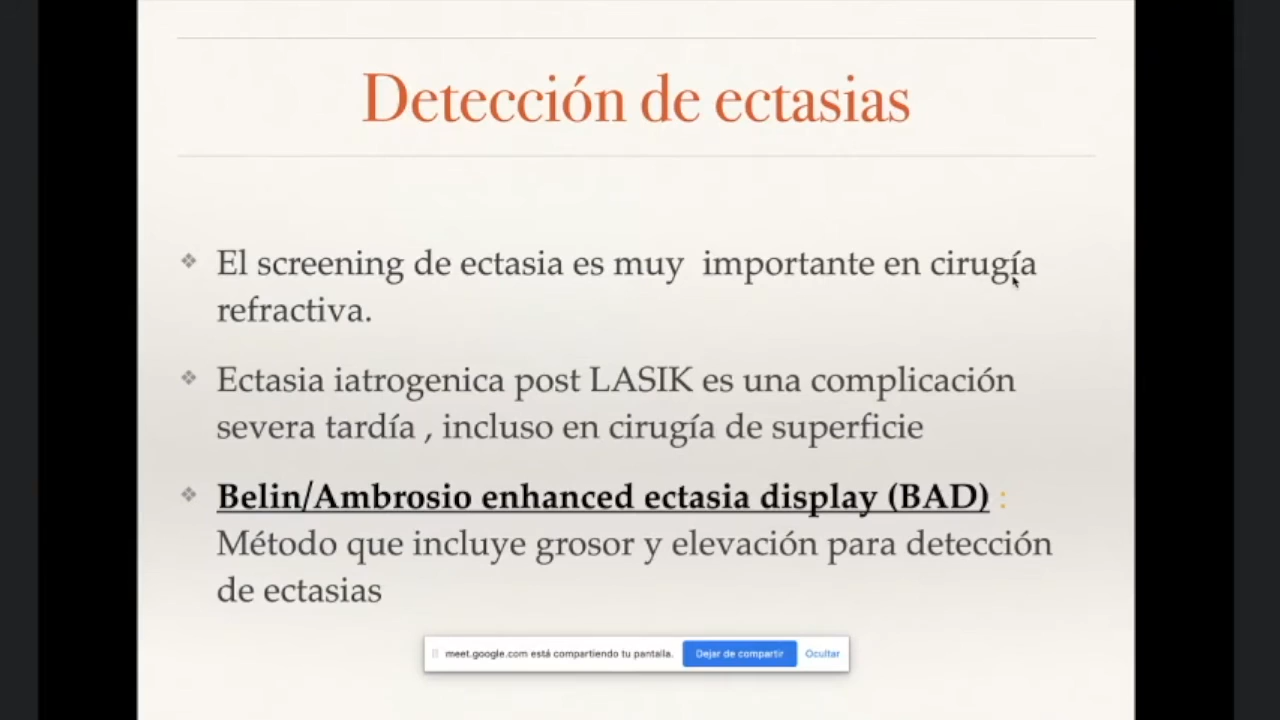 Detección de ectasias
El screening de ectasia es muy importante en cirugía
refractiva.
Ectasia iatrogenica post LASIK es una complicación
severa tardía , incluso en cirugía de superficie
Belin/Ambrosio enhanced ectasia display (BAD) :
Método que incluye grosor y elevación para detección
de ectasias
meet.google.com está compartiendo tu pantalla. Dejar de compartir Ocultar